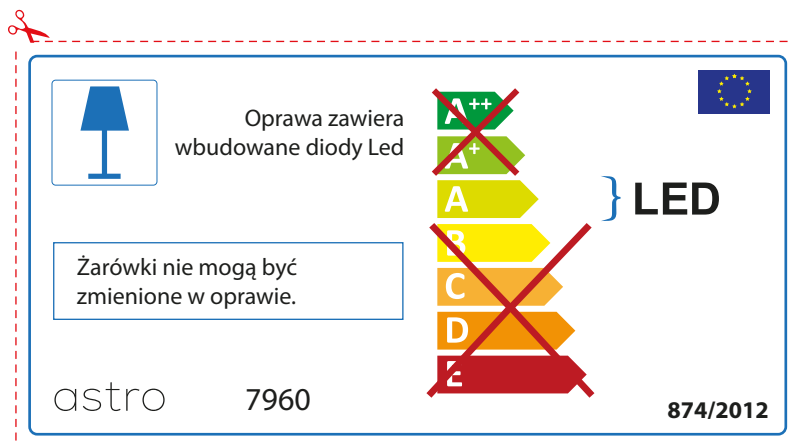 Oprawa zawiera
wbudowane diody Led
A++
A+
A
B
C
D
E
LED
Żarówki nie mogą być
zmienione w oprawie.
astro
7960
874/2012